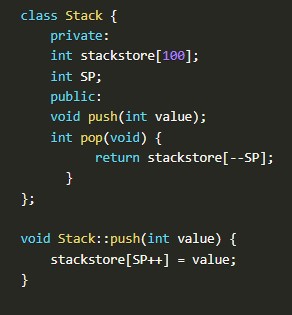 class Stack {
    private:
    int stackstore[100];
    int SP;
    public:
    void push(int value);
    int pop(void) {
          return stackstore[--SP];
      }
};

void Stack::push(int value) {
    stackstore[SP++] = value;
}